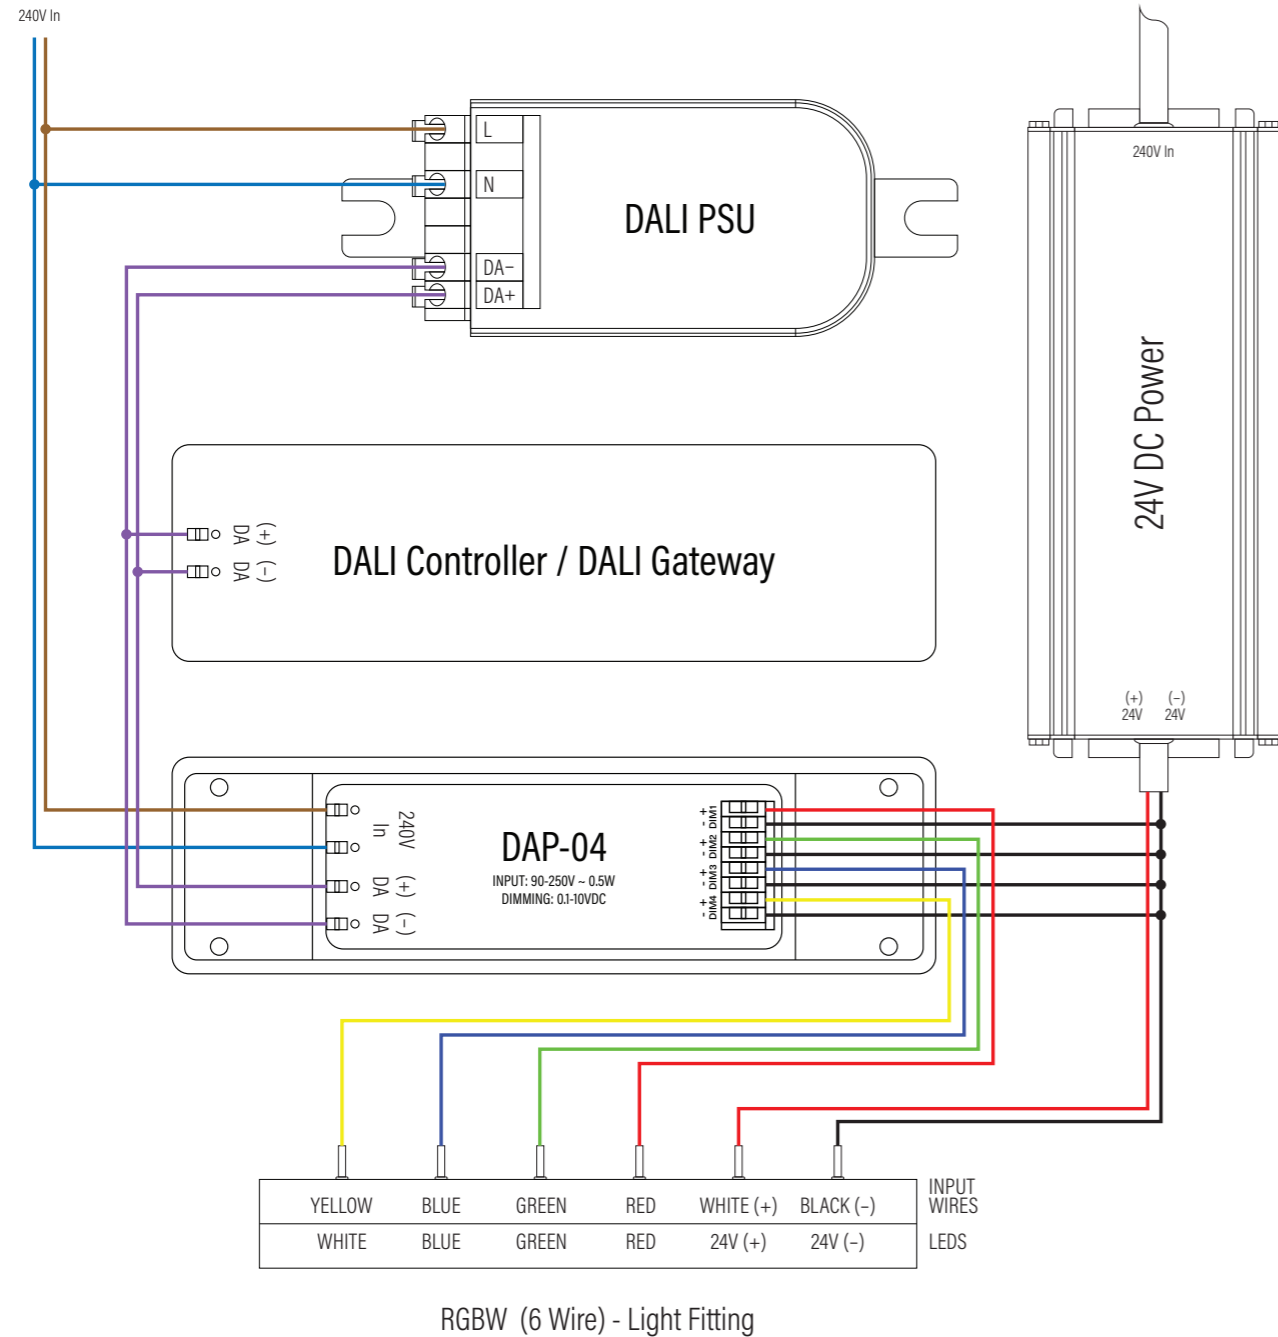 240V In
L
N
DA−
DA+
DALI PSU
240V In
24V DC Power
(+) (−)
24V 24V
DA (+)
DA (−)
DALI Controller / DALI Gateway
240V
In
DA (+)
DA (−)
DAP-04
INPUT: 90-250V ~ 0.5W
DIMMING: 0.1-10VDC
+
- DIM1
+
- DIM2
+
- DIM3
+
- DIM4
YELLOW BLUE GREEN RED WHITE (+) BLACK (−) INPUT
WIRES
WHITE BLUE GREEN RED 24V (+) 24V (−) LEDS
RGBW (6 Wire) - Light Fitting